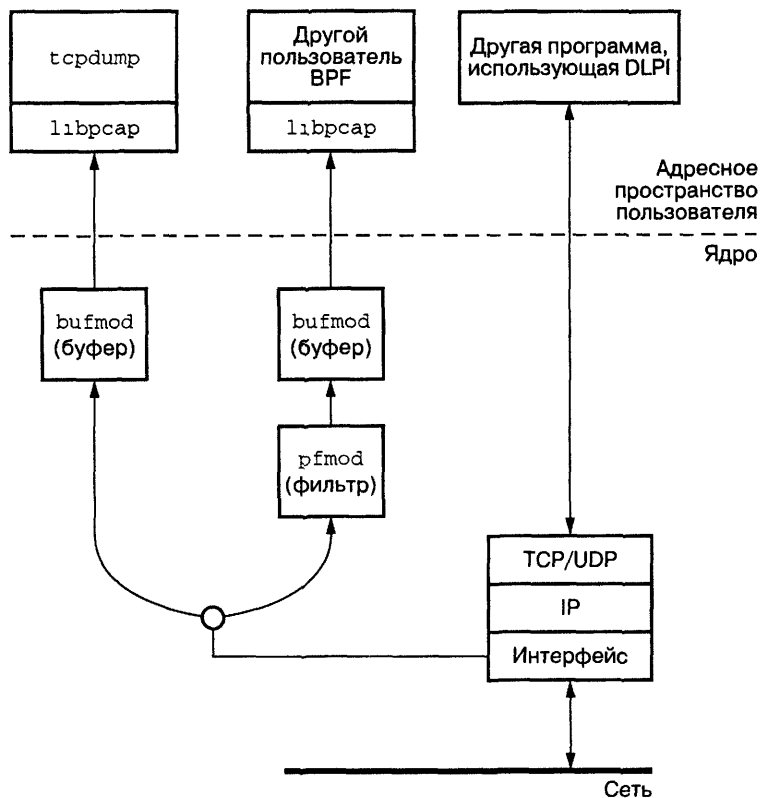 tcpdump
libpcap
Другой
пользователь
BPF
libpcap
Другая программа,
использующая DLPI
Адресное
пространство
пользователя
Ядро
bufmod
(буфер)
bufmod
(буфер)
pfmod
(фильтр)
TCP/UDP
IP
Интерфейс
Сеть